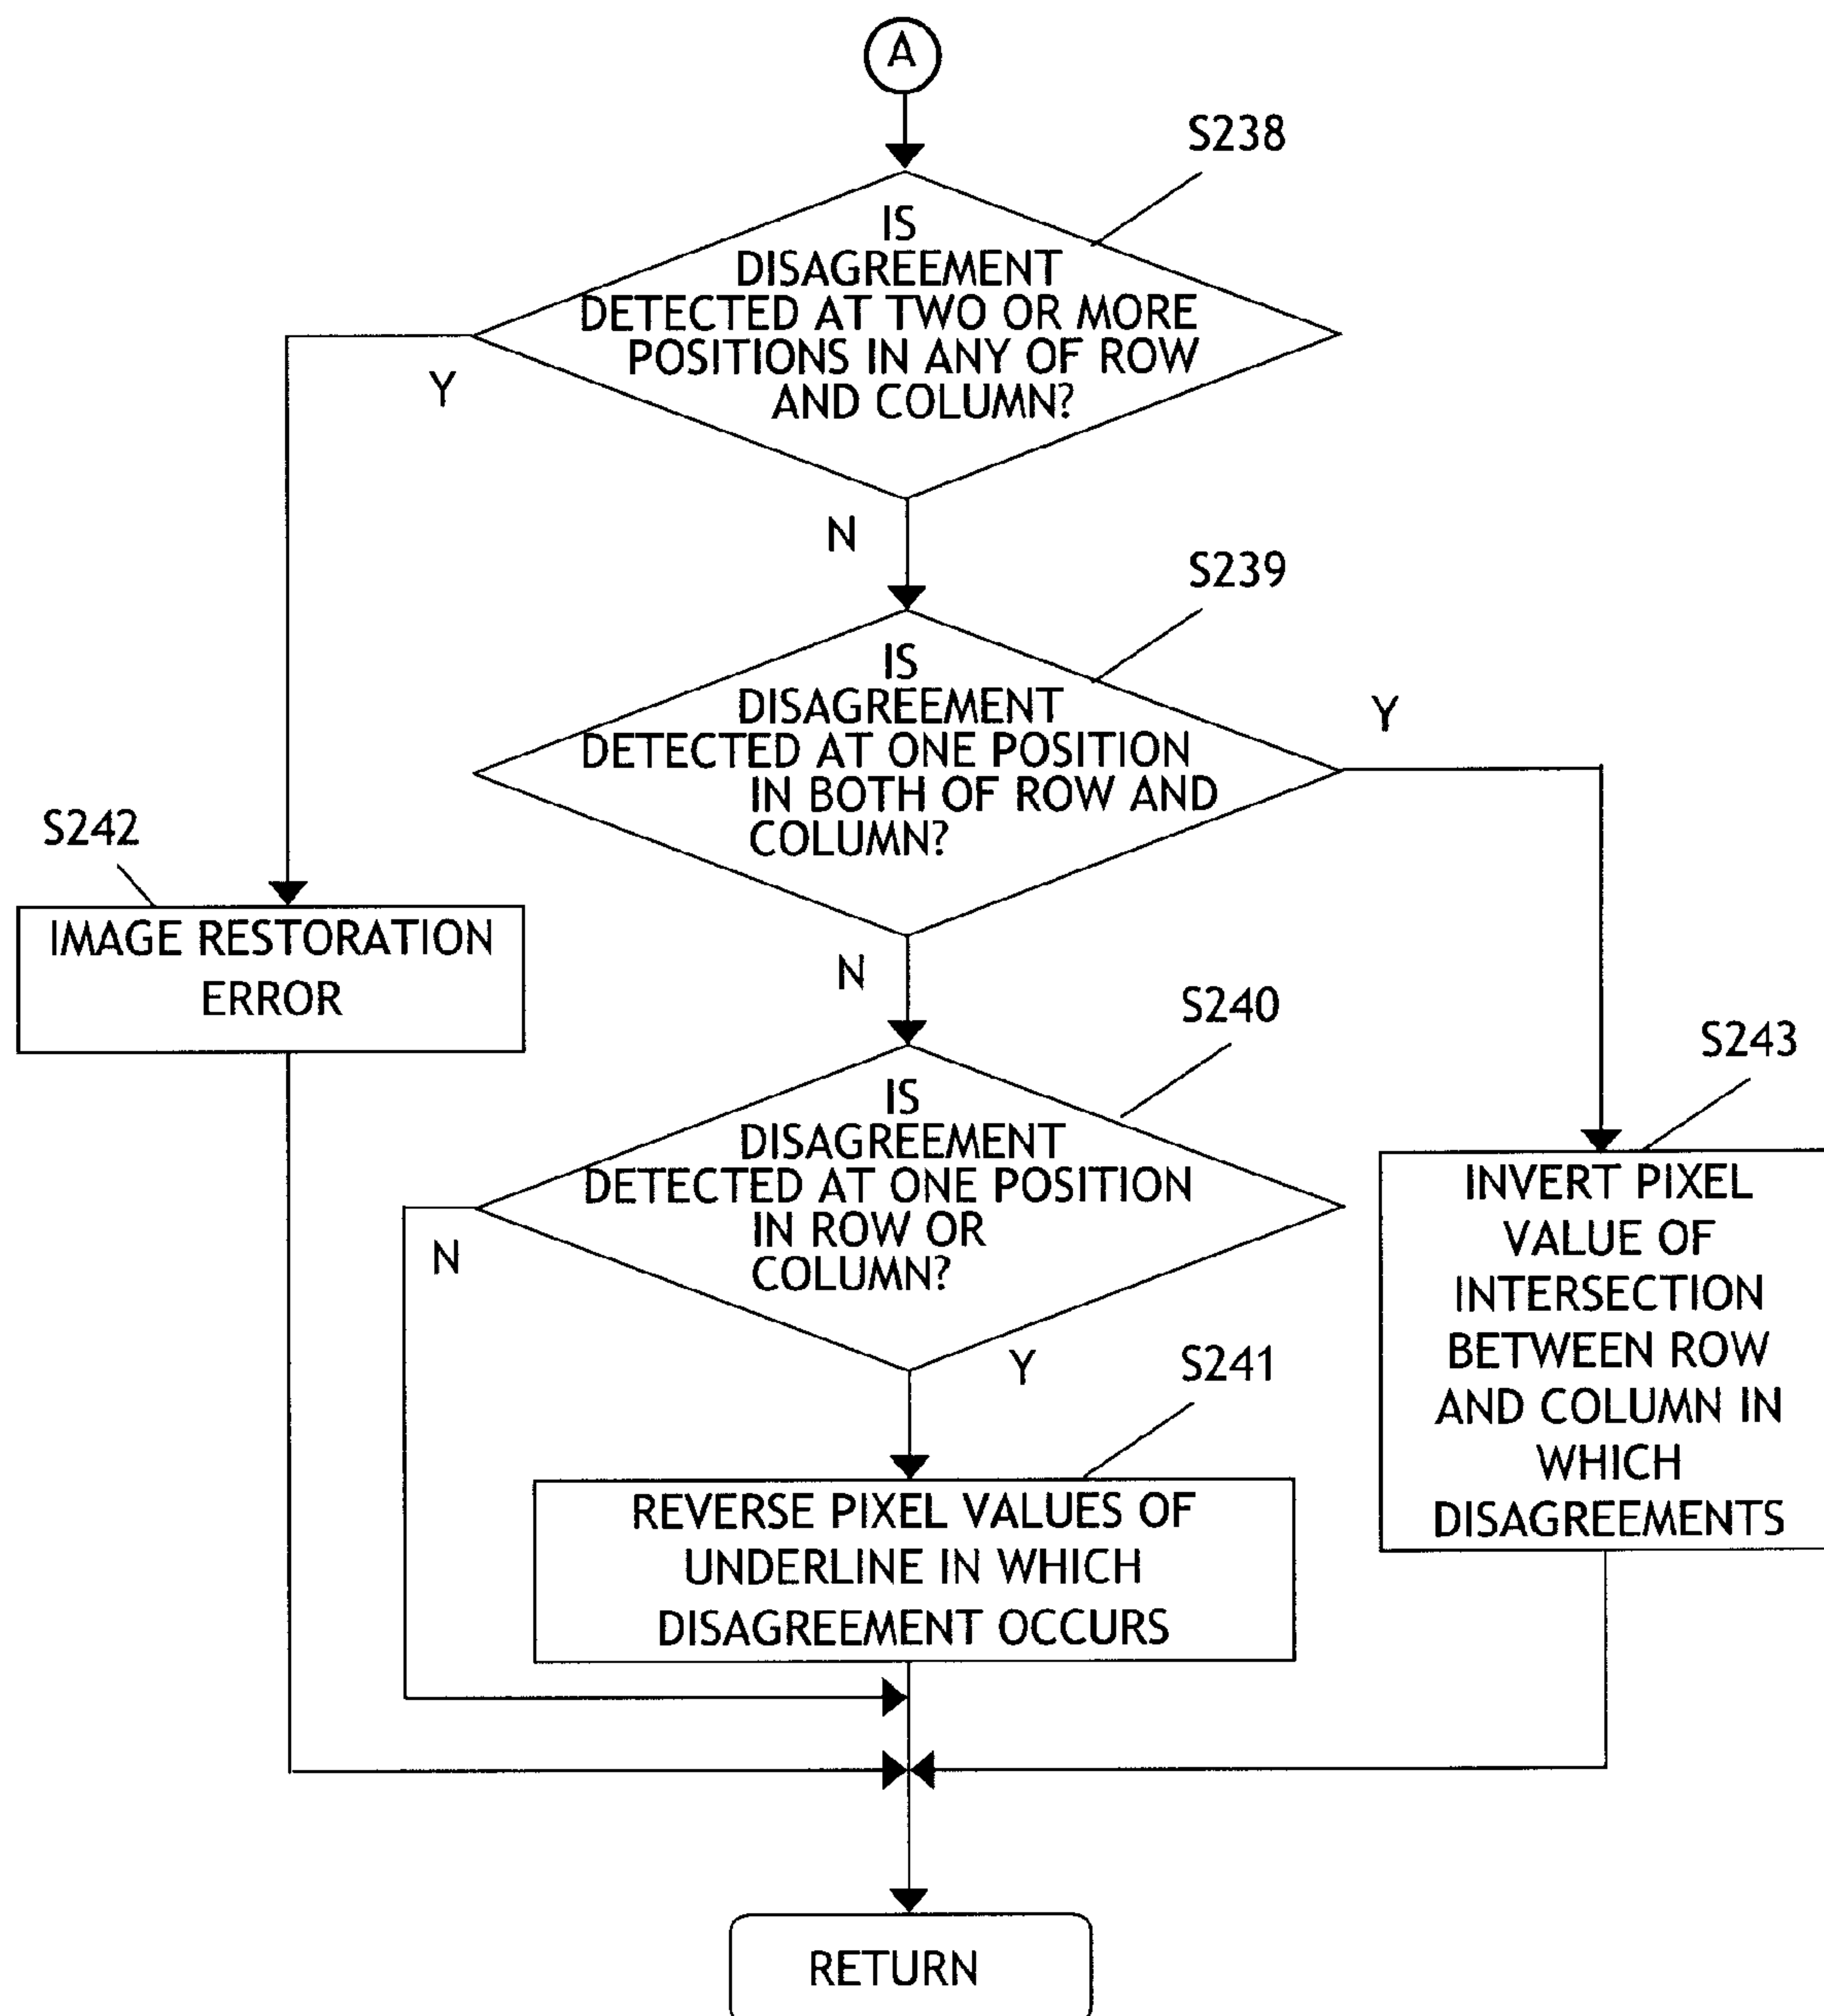 A
S238
IS
DISAGREEMENT
DETECTED AT TWO OR MORE
POSITIONS IN ANY OF ROW
AND COLUMN?
Y
N
S239
IS
DISAGREEMENT
DETECTED AT ONE POSITION
IN BOTH OF ROW AND
COLUMN?
Y
S242
IMAGE RESTORATION
ERROR
N
S240
IS
DISAGREEMENT
DETECTED AT ONE POSITION
IN ROW OR
COLUMN?
N
Y
S243
INVERT PIXEL
VALUE OF
INTERSECTION
BETWEEN ROW
AND COLUMN IN
WHICH
DISAGREEMENTS
S241
REVERSE PIXEL VALUES OF
UNDERLINE IN WHICH
DISAGREEMENT OCCURS
RETURN